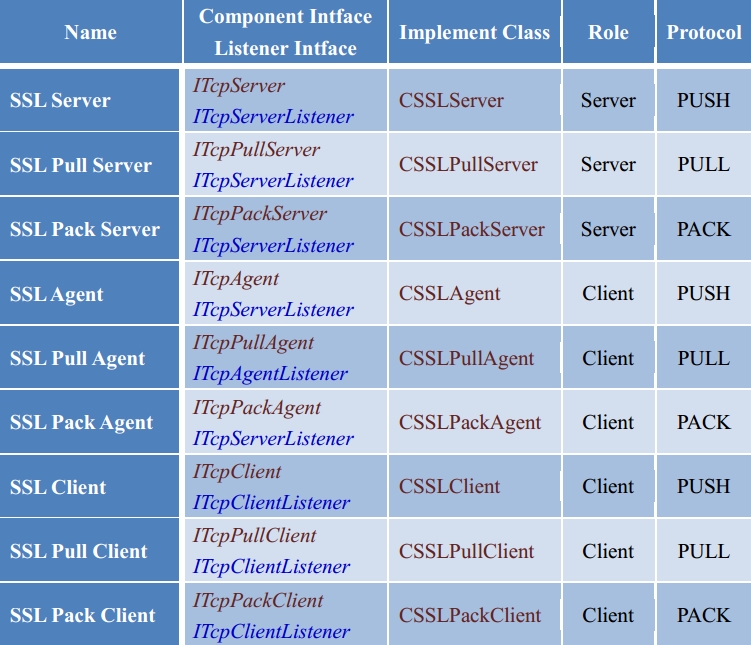 Name
Component Intface
Listener Intface
Implement Class
Role
Protocol
SSL Server
ITcpServer
ITcpServerListener
CSSLServer
Server
PUSH
SSL Pull Server
ITcpPullServer
ITcpServerListener
CSSLPullServer
Server
PULL
SSL Pack Server
ITcpPackServer
ITcpServerListener
CSSLPackServer
Server
PACK
SSL Agent
ITcpAgent
ITcpServerListener
CSSLAgent
Client
PUSH
SSL Pull Agent
ITcpPullAgent
ITcpAgentListener
CSSLPullAgent
Client
PULL
SSL Pack Agent
ITcpPackAgent
ITcpServerListener
CSSLPackAgent
Client
PACK
SSL Client
ITcpClient
ITcpClientListener
CSSLClient
Client
PUSH
SSL Pull Client
ITcpPullClient
ITcpClientListener
CSSLPullClient
Client
PULL
SSL Pack Client
ITcpPackClient
ITcpClientListener
CSSLPackClient
Client
PACK